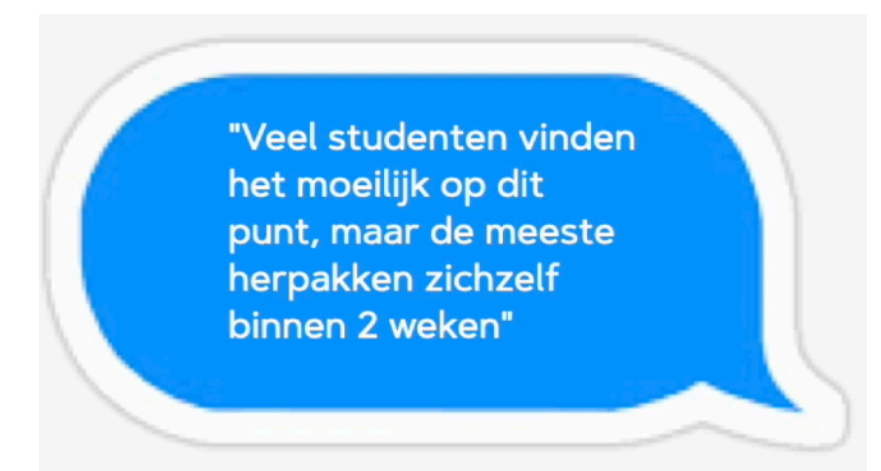 "Veel studenten vinden
het moeilijk op dit
punt, maar de meeste
herpakken zichzelf
binnen 2 weken"